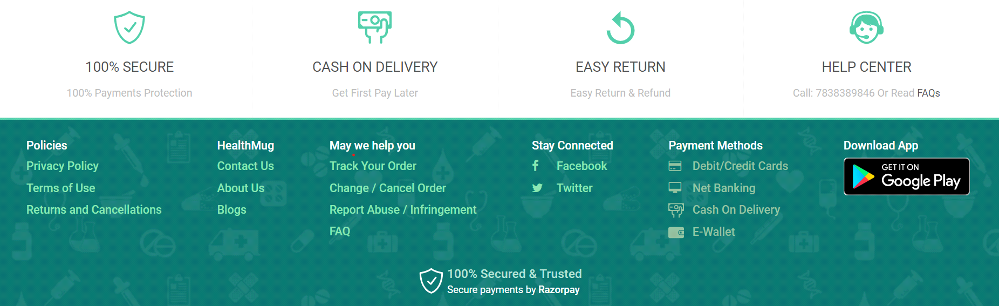 100% SECURE
100% Payments Protection
CASH ON DELIVERY
Get First Pay Later
EASY RETURN
Easy Return & Refund
HELP CENTER
Call: 7838389846 Or Read FAQs
Policies
Privacy Policy
Terms of Use
Returns and Cancellations
HealthMug
Contact Us
About Us
Blogs
May we help you
Track Your Order
Change / Cancel Order
Report Abuse / Infringement
FAQ
Stay Connected
Facebook
Twitter
Payment Methods
Debit/Credit Cards
Net Banking
Cash On Delivery
E-Wallet
Download App
GET IT ON
Google Play
100% Secured & Trusted
Secure payments by Razorpay